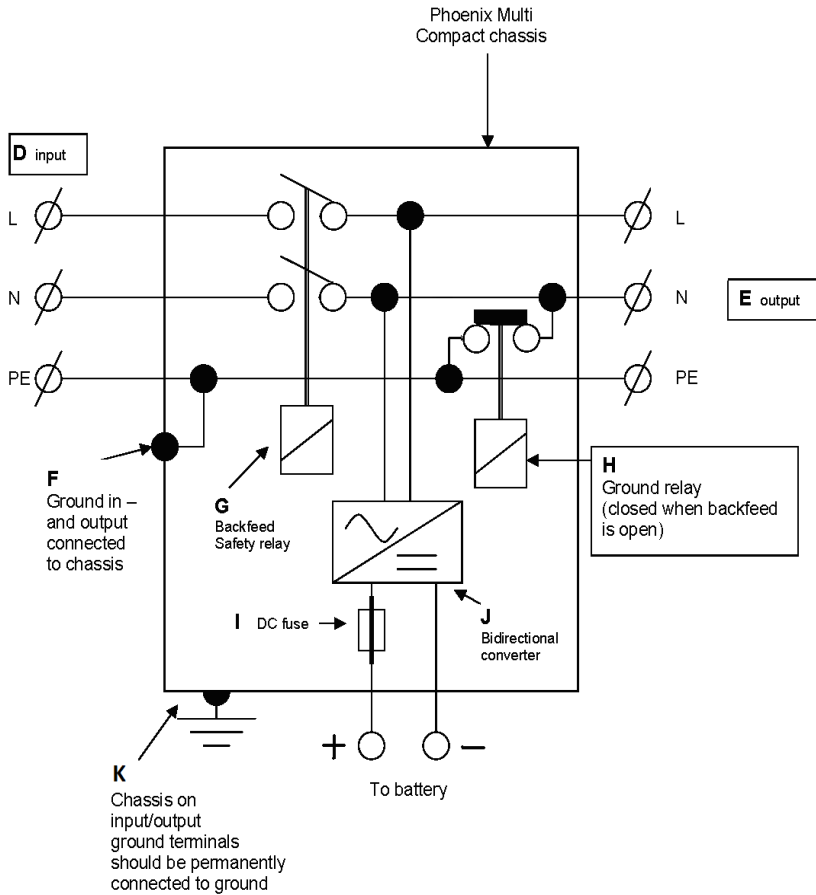 Phoenix Multi
Compact chassis
D input
L
L
N
N
E output
PE
PE
F
Ground in –
and output
connected
to chassis
G
Backfeed
Safety relay
H
Ground relay
(closed when backfeed
is open)
I DC fuse
J
Bidirectional
converter
+
–
To battery
K
Chassis on
input/output
ground terminals
should be permanently
connected to ground